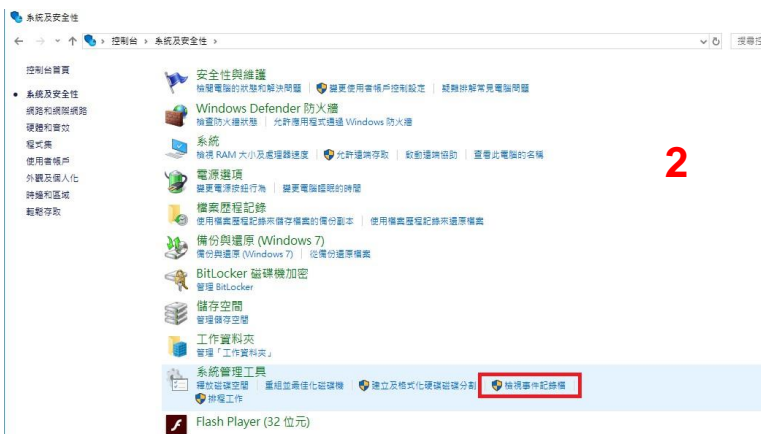 系統及安全性
控制台 › 系統及安全性 ›
搜尋控
控制台首頁
系統及安全性
網路和網際網路
硬體和音效
程式集
使用者帳戶
外觀及個人化
時鐘和區域
輕鬆存取
安全性與維護
檢閱電腦的狀態和解決問題 | 變更使用者帳戶控制設定 | 疑難排解常見電腦問題
Windows Defender 防火牆
檢查防火牆狀態 | 允許應用程式通過 Windows 防火牆
系統
檢視 RAM 大小及處理器速度 | 允許遠端存取 | 啟動遠端協助 | 查看此電腦的名稱
2
電源選項
變更電源按鈕行為 | 變更電腦睡眠的時間
檔案歷程記錄
使用檔案歷程記錄來儲存檔案的備份副本 | 使用檔案歷程記錄來還原檔案
備份與還原 (Windows 7)
備份與還原 (Windows 7) | 從備份還原檔案
BitLocker 磁碟機加密
管理 BitLocker
儲存空間
管理儲存空間
工作資料夾
管理「工作資料夾」
系統管理工具
釋放磁碟空間 | 重組並最佳化磁碟機 | 建立及格式化硬碟磁碟分割 | 檢視事件記錄檔
排程工作
Flash Player (32 位元)